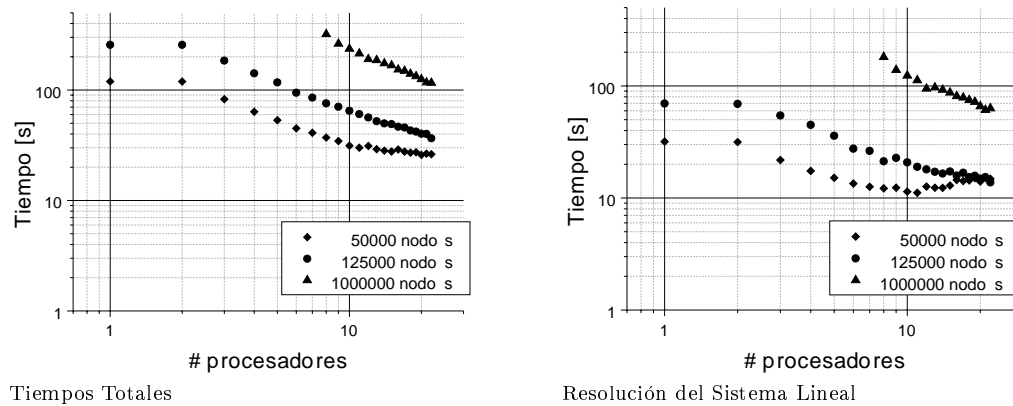 Tiempo [s]
100
10
1
1
10
# procesadores
50000 nodo s
125000 nodo s
1000000 nodo s
Tiempos Totales
Tiempo [s]
100
10
1
1
10
# procesadores
50000 nodo s
125000 nodo s
1000000 nodo s
Resolución del Sistema Lineal